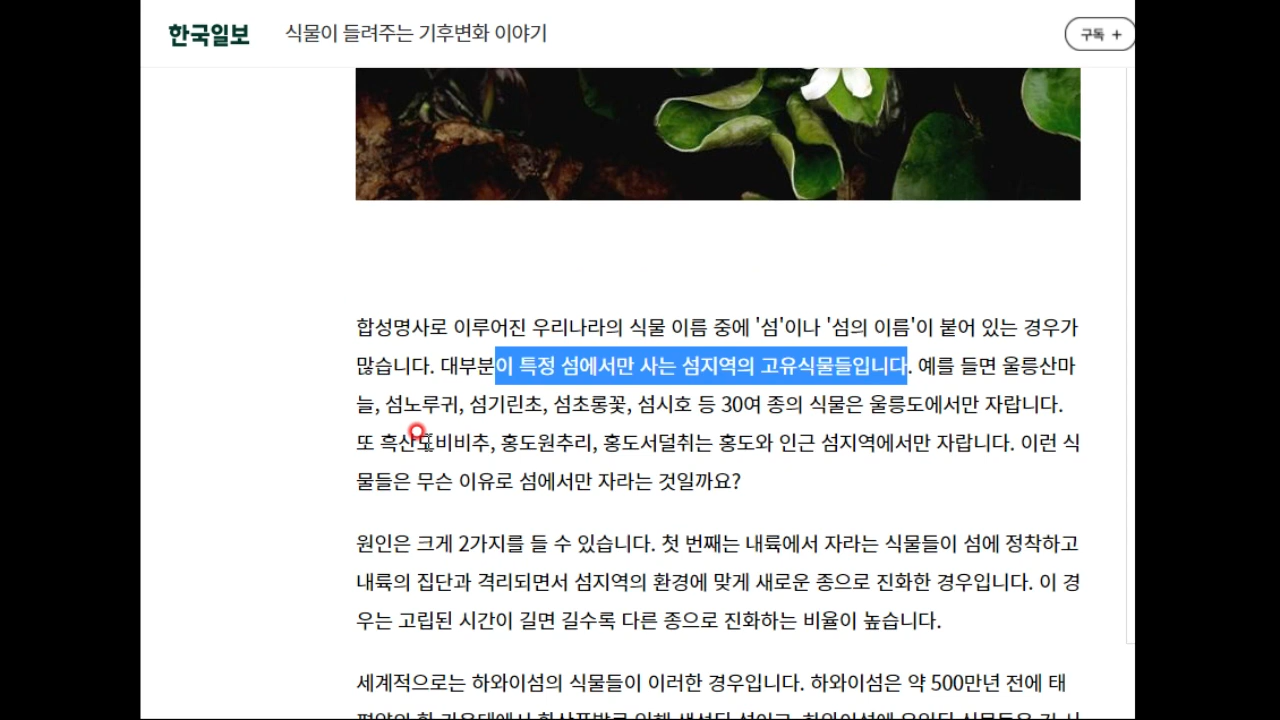 한국일보 식물이 들려주는 기후변화 이야기 구독 +
합성명사로 이루어진 우리나라의 식물 이름 중에 '섬'이나 '섬의 이름'이 붙어 있는 경우가
많습니다. 대부분이 특정 섬에서만 사는 섬지역의 고유식물들입니다. 예를 들면 울릉산마
늘, 섬노루귀, 섬기린초, 섬초롱꽃, 섬시호 등 30여 종의 식물은 울릉도에서만 자랍니다.
또 흑산도비비추, 홍도원추리, 홍도서덜취는 홍도와 인근 섬지역에서만 자랍니다. 이런 식
물들은 무슨 이유로 섬에서만 자라는 것일까요?
원인은 크게 2가지를 들 수 있습니다. 첫 번째는 내륙에서 자라는 식물들이 섬에 정착하고
내륙의 집단과 격리되면서 섬지역의 환경에 맞게 새로운 종으로 진화한 경우입니다. 이 경
우는 고립된 시간이 길면 길수록 다른 종으로 진화하는 비율이 높습니다.
세계적으로는 하와이섬의 식물들이 이러한 경우입니다. 하와이섬은 약 500만년 전에 태